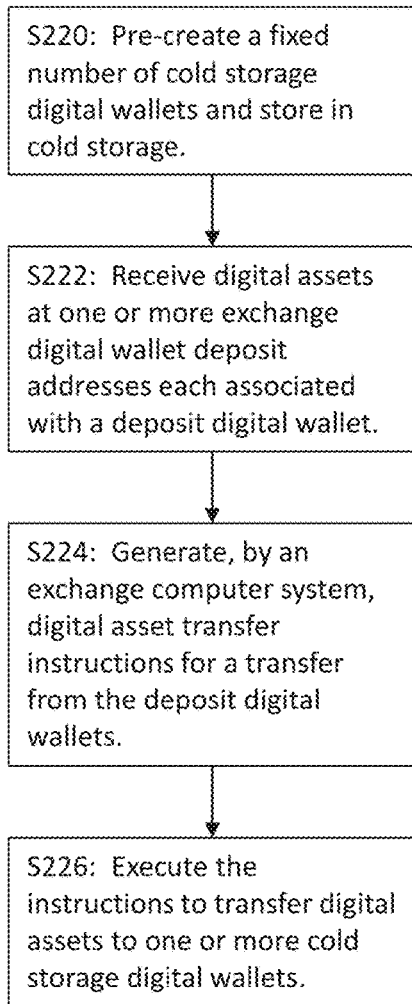 S220: Pre-create a fixed
number of cold storage
digital wallets and store in
cold storage.
S222: Receive digital assets
at one or more exchange
digital wallet deposit
addresses each associated
with a deposit digital wallet.
S224: Generate, by an
exchange computer system,
digital asset transfer
instructions for a transfer
from the deposit digital
wallets.
S226: Execute the
instructions to transfer digital
assets to one or more cold
storage digital wallets.